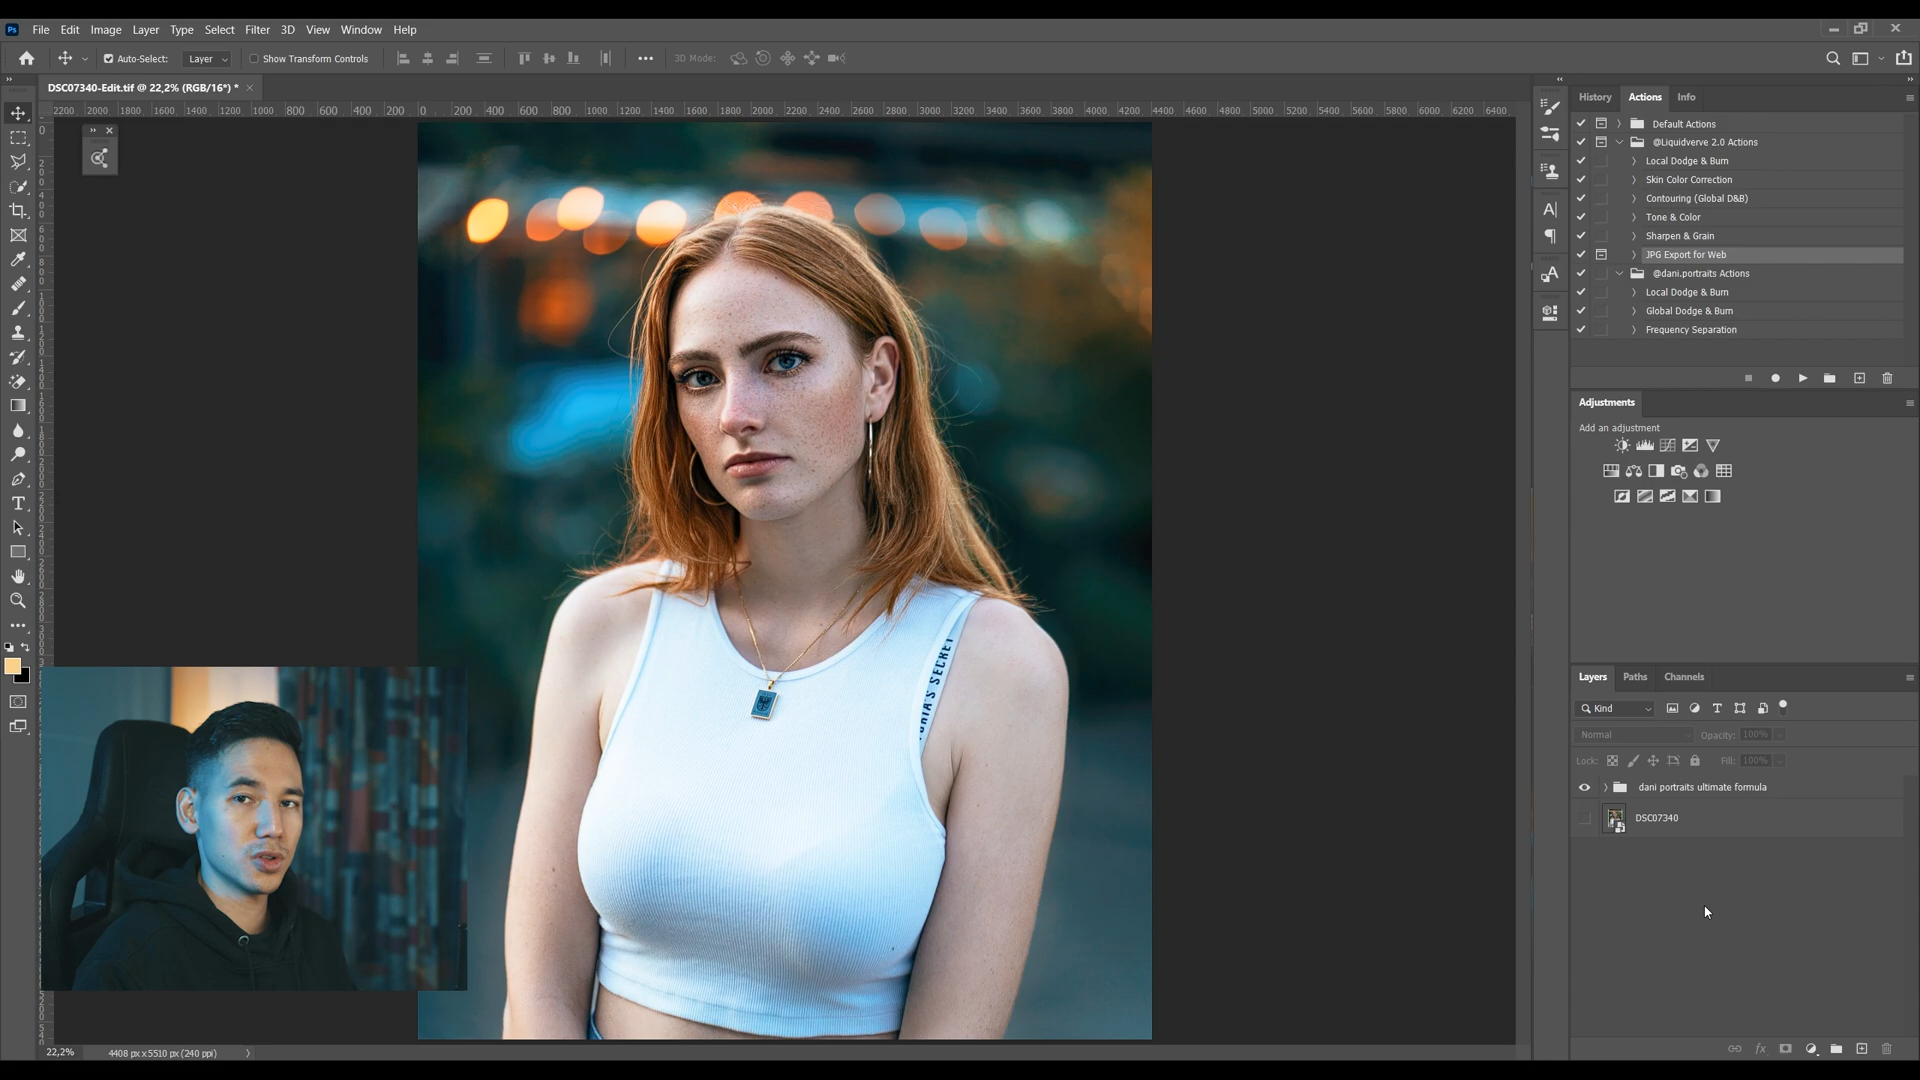 Ps File Edit Image Layer Type Select Filter 3D View Window Help
Auto-Select: Layer Show Transform Controls 3D Mode:
DSC07340-Edit.tif @ 22,2% (RGB/16*) *
2200 2000 1800 1600 1400 1200 1000 800 600 400 200 0 200 400 600 800 1000 1200 1400 1600 1800 2000 2200 2400 2600 2800 3000 3200 3400 3600 3800 4000 4200 4400 4600 4800 5000 5200 5400 5600 5800 6000 6200 6400
History Actions Info
Default Actions
@Liquidverve 2.0 Actions
Local Dodge & Burn
Skin Color Correction
Contouring (Global D&B)
Tone & Color
Sharpen & Grain
JPG Export for Web
@dani.portraits Actions
Local Dodge & Burn
Global Dodge & Burn
Frequency Separation
Adjustments
Add an adjustment
Layers Paths Channels
Kind
Normal Opacity: 100%
Lock: Fill: 100%
dani portraits ultimate formula
DSC07340
SECRET
22,2% 4408 px x 5510 px (240 ppi)